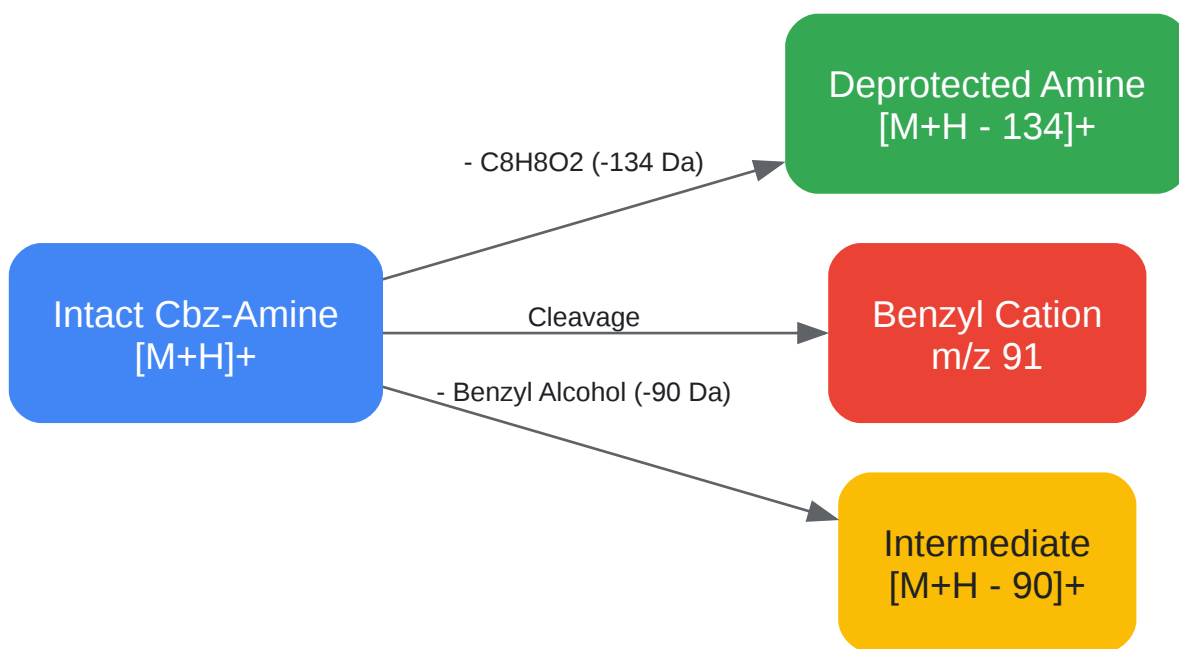 Deprotected Amine
[M+H - 134]+
- C8H8O2 (-134 Da)
Intact Cbz-Amine
[M+H]+
Cleavage
Benzyl Cation
m/z 91
- Benzyl Alcohol (-90 Da)
Intermediate
[M+H - 90]+